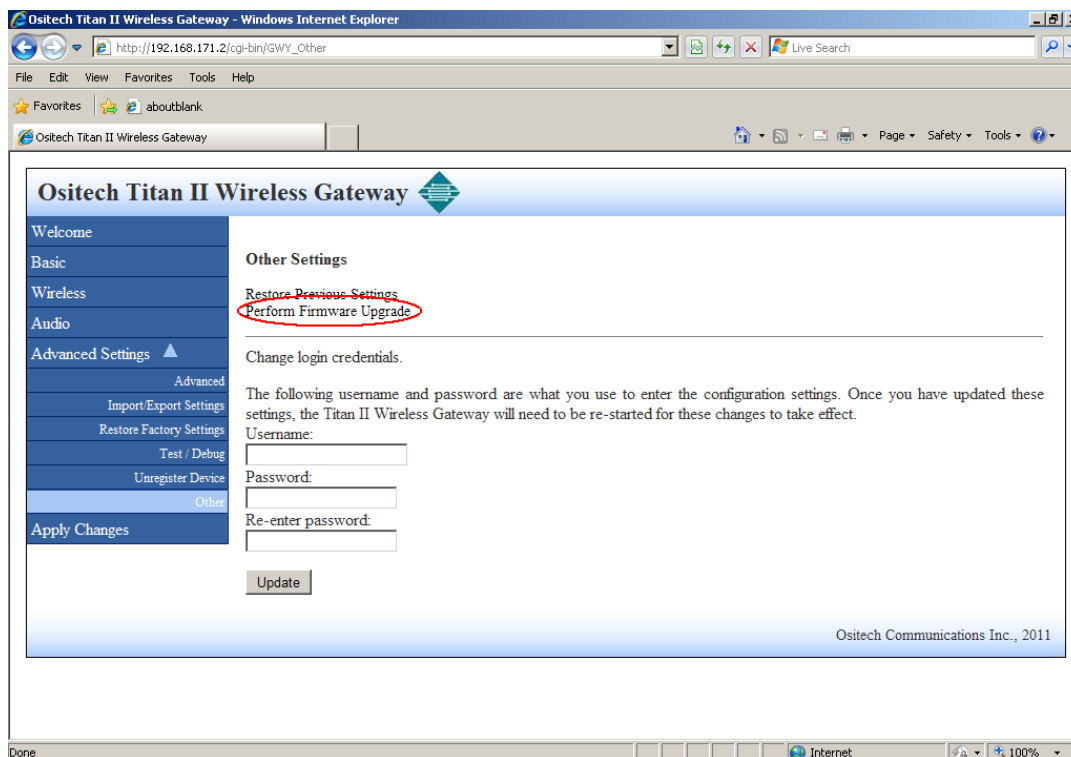 Ositech Titan II Wireless Gateway - Windows Internet Explorer
http://192.168.171.2/cgi-bin/GWY_Other
Live Search
File Edit View Favorites Tools Help
Favorites aboutblank
Ositech Titan II Wireless Gateway
Page Safety Tools
Ositech Titan II Wireless Gateway
Welcome
Basic
Wireless
Audio
Advanced Settings
Advanced
Import/Export Settings
Restore Factory Settings
Test / Debug
Unregister Device
Other
Apply Changes
Other Settings
Restore Previous Settings
Perform Firmware Upgrade
Change login credentials.
The following username and password are what you use to enter the configuration settings. Once you have updated these
settings, the Titan II Wireless Gateway will need to be re-started for these changes to take effect.
Username:
Password:
Re-enter password:
Update
Ositech Communications Inc., 2011
Done
Internet
100%